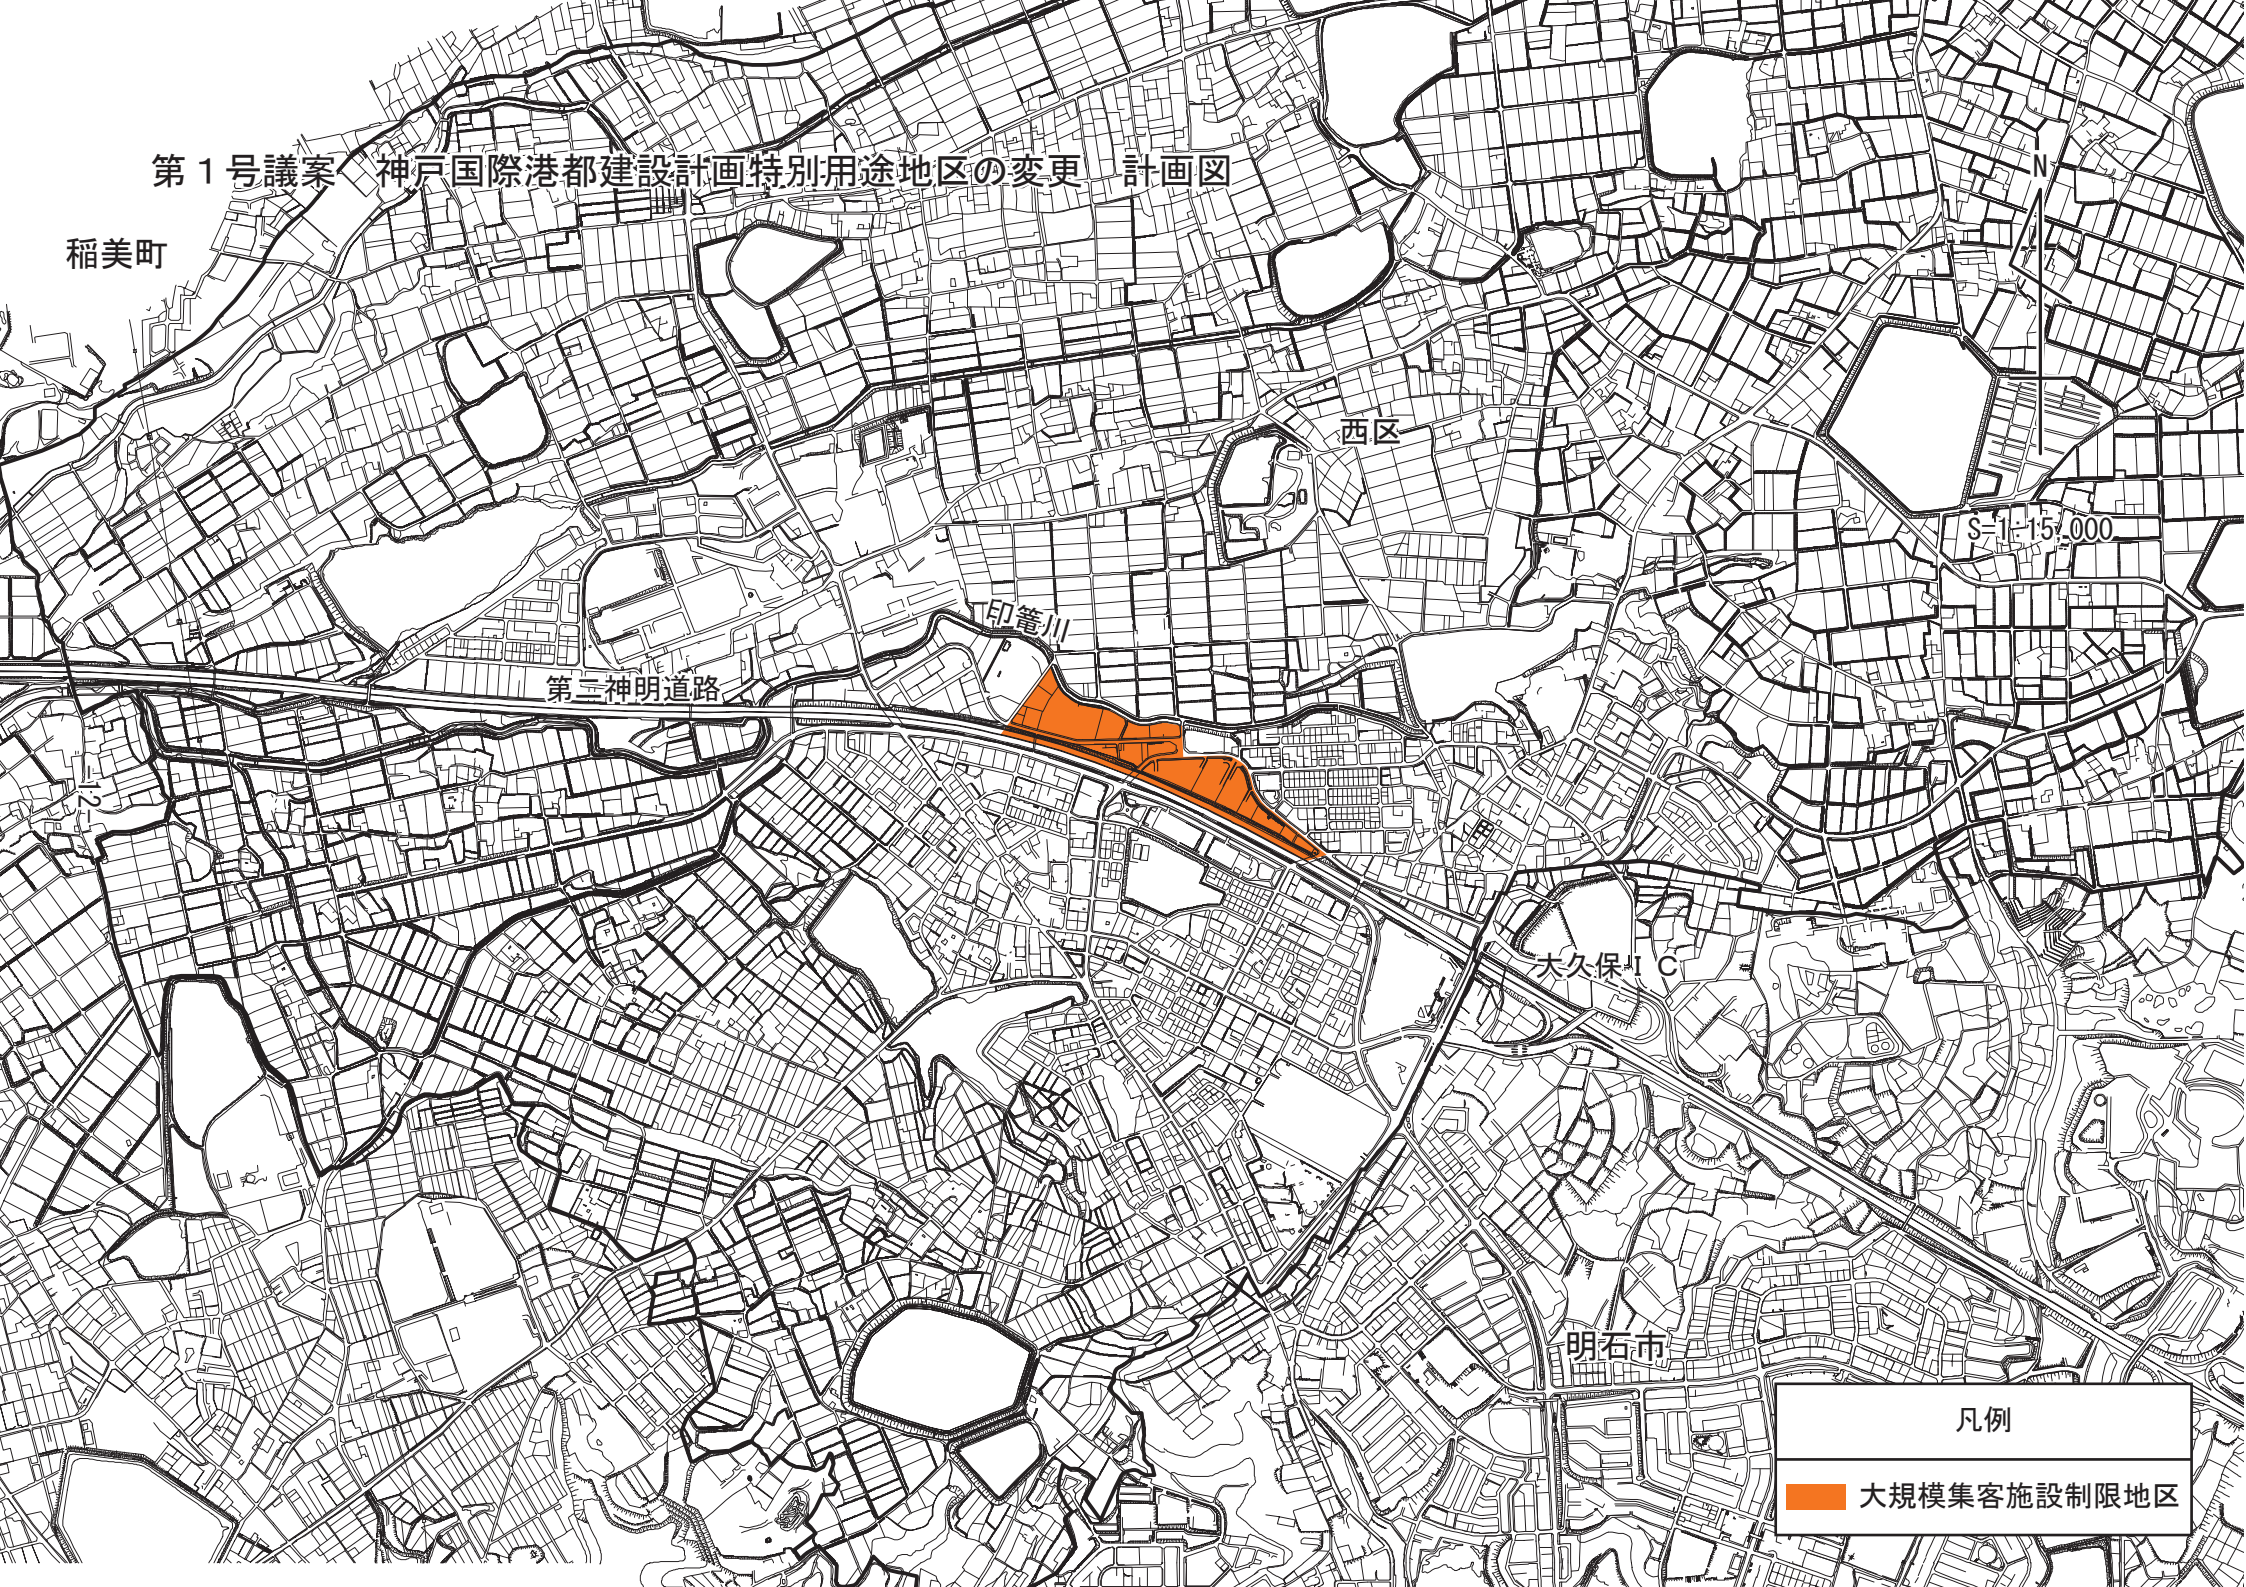 第１号議案　神戸国際港都建設計画特別用途地区の変更　計画図
N
稲美町
西区
S=1:15,000
印篭川
第二神明道路
-12-
大久保ＩＣ
明石市
凡例
大規模集客施設制限地区